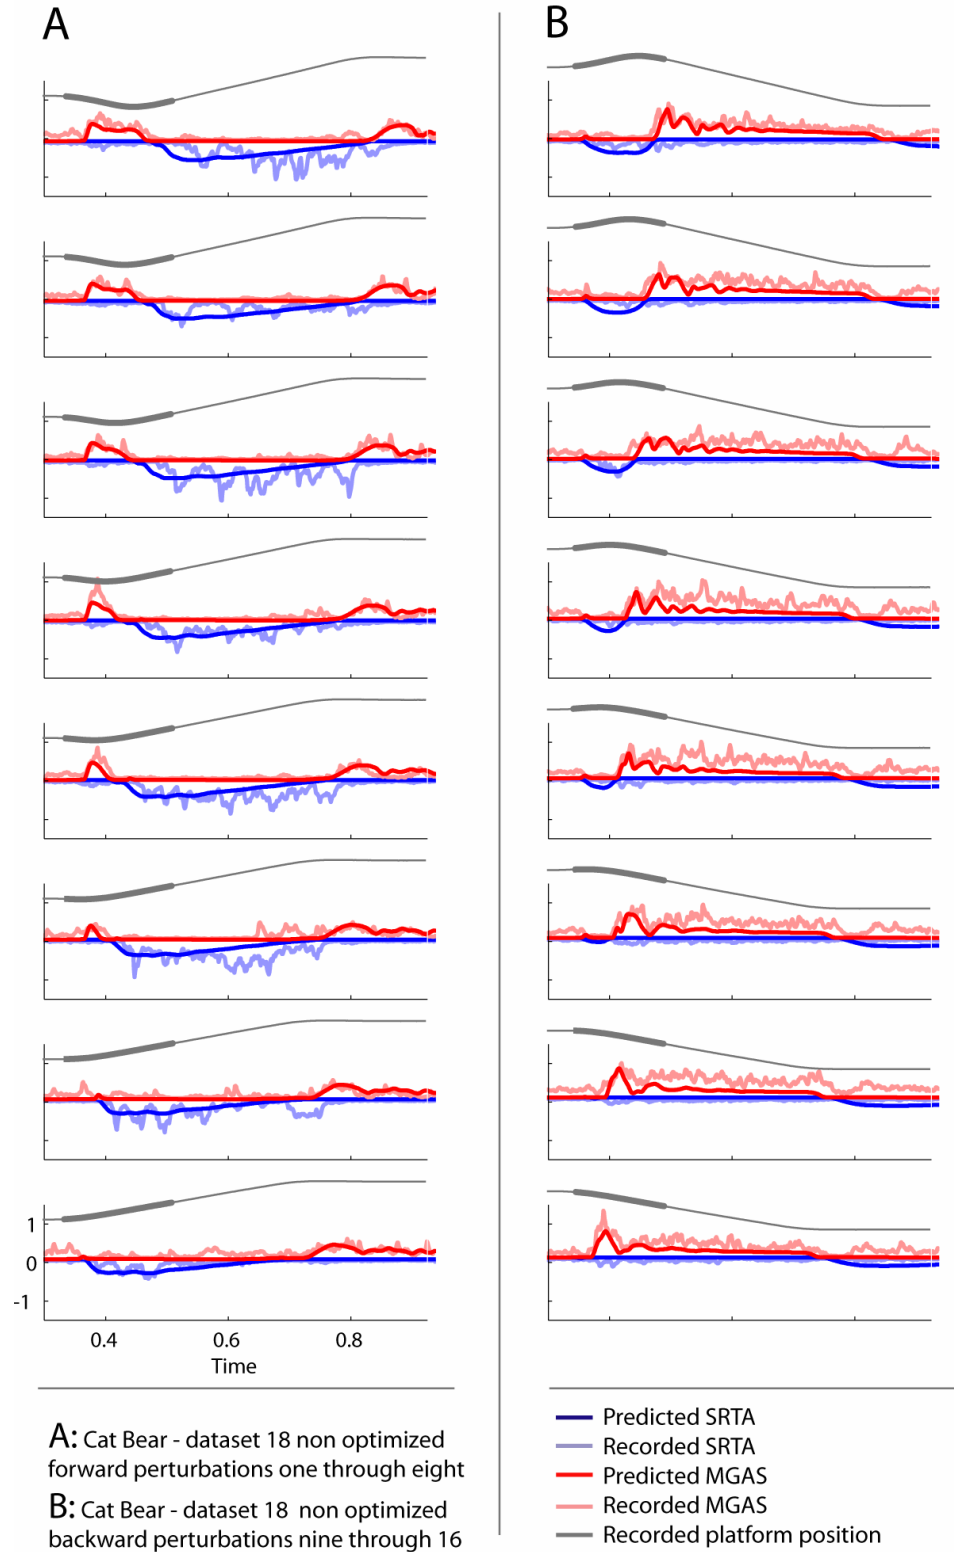 A
B
1
0
-1
0.4 0.6 0.8
Time
A: Cat Bear - dataset 18 non optimized
forward perturbations one through eight
B: Cat Bear - dataset 18 non optimized
backward perturbations nine through 16
Predicted SRTA
Recorded SRTA
Predicted MGAS
Recorded MGAS
Recorded platform position